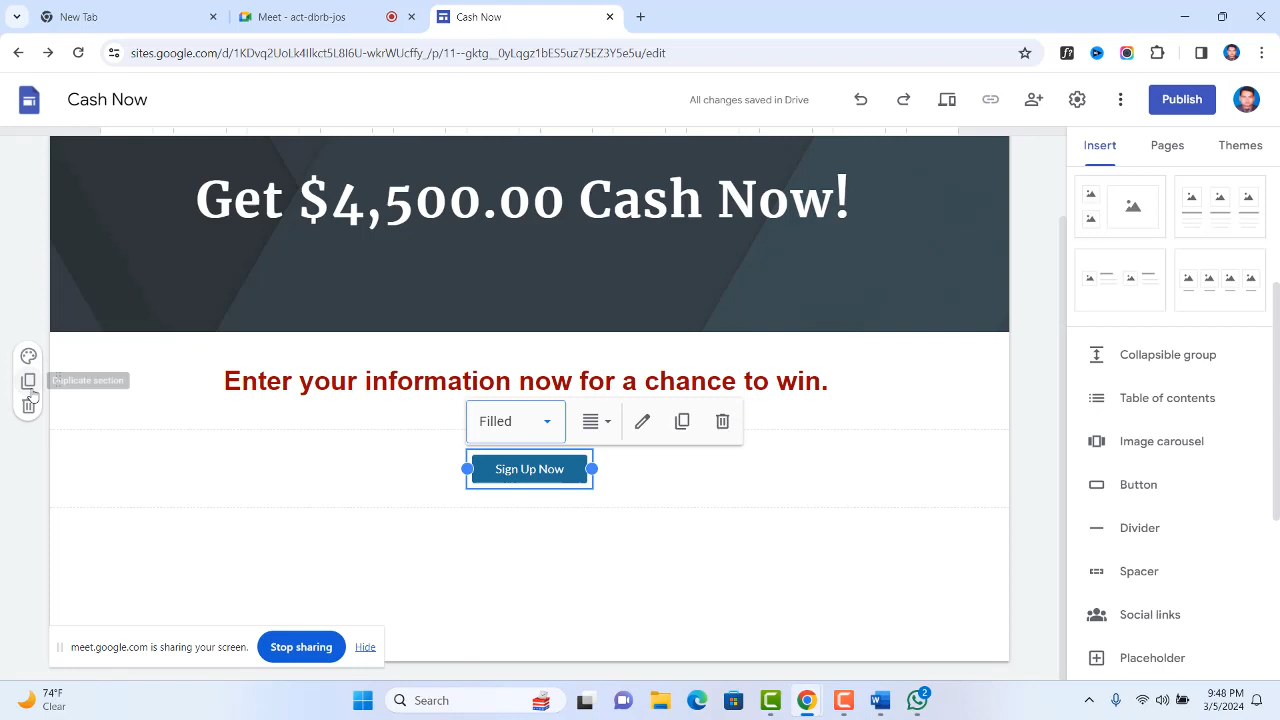 New Tab
Meet - act-dbrb-jos
Cash Now
sites.google.com/d/1KDvq2UoLk4Ilkct5L8I6U-wkrWUcffy_/p/11--gktg__0yLqgz1bES5uz75EZ3Y5e5u/edit
Cash Now
All changes saved in Drive
Publish
Insert
Pages
Themes
Get $4,500.00 Cash Now!
Enter your information now for a chance to win.
Duplicate section
Filled
Sign Up Now
Collapsible group
Table of contents
Image carousel
Button
Divider
Spacer
Social links
Placeholder
meet.google.com is sharing your screen.
Stop sharing
Hide
74°F
Clear
Search
2
9:48 PM
3/5/2024